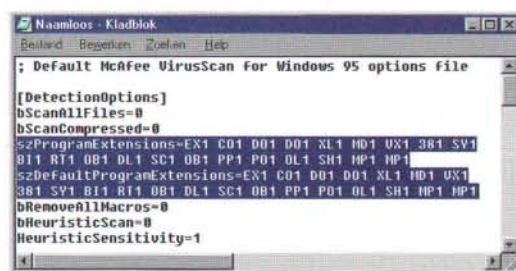 Naamloos - Kladblok
Bestand Bewerken Zoeken Help
; Default McAfee VirusScan for Windows 95 options file
[DetectionOptions]
bScanAllFiles=0
bScanCompressed=0
szProgramExtensions=EX1 CO1 DO1 DO1 XL1 MD1 VX1 381 SY1
BI1 RT1 OB1 DL1 SC1 OB1 PP1 PO1 OL1 SH1 MP1 MP1
szDefaultProgramExtensions=EX1 CO1 DO1 DO1 XL1 MD1 VX1
381 SY1 BI1 RT1 OB1 DL1 SC1 OB1 PP1 PO1 OL1 SH1 MP1 MP1
bRemoveAllMacros=0
bHeuristicScan=0
HeuristicSensitivity=1